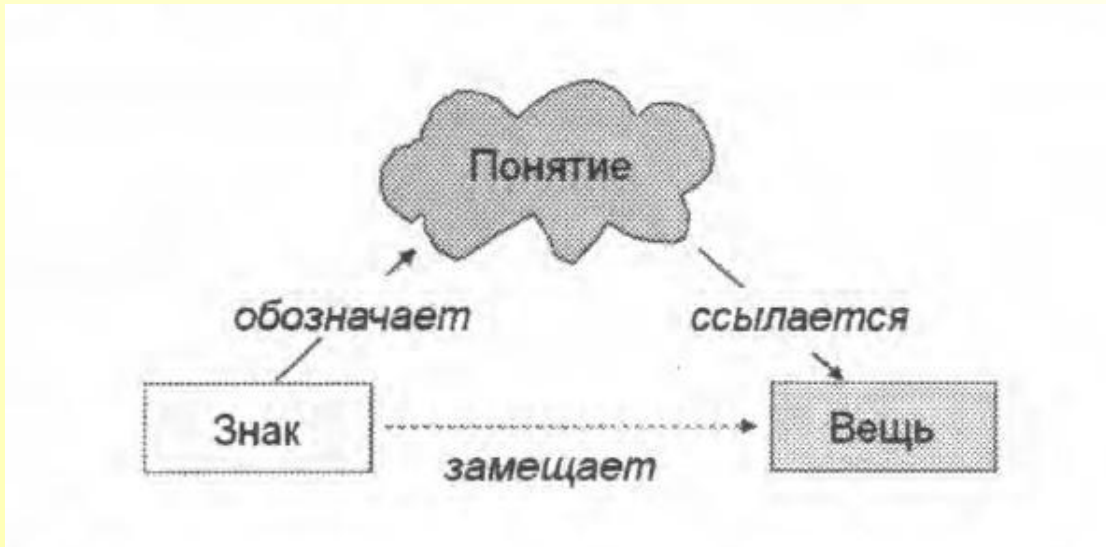 Понятие
обозначает
ссылается
Знак
Вещь
замещает